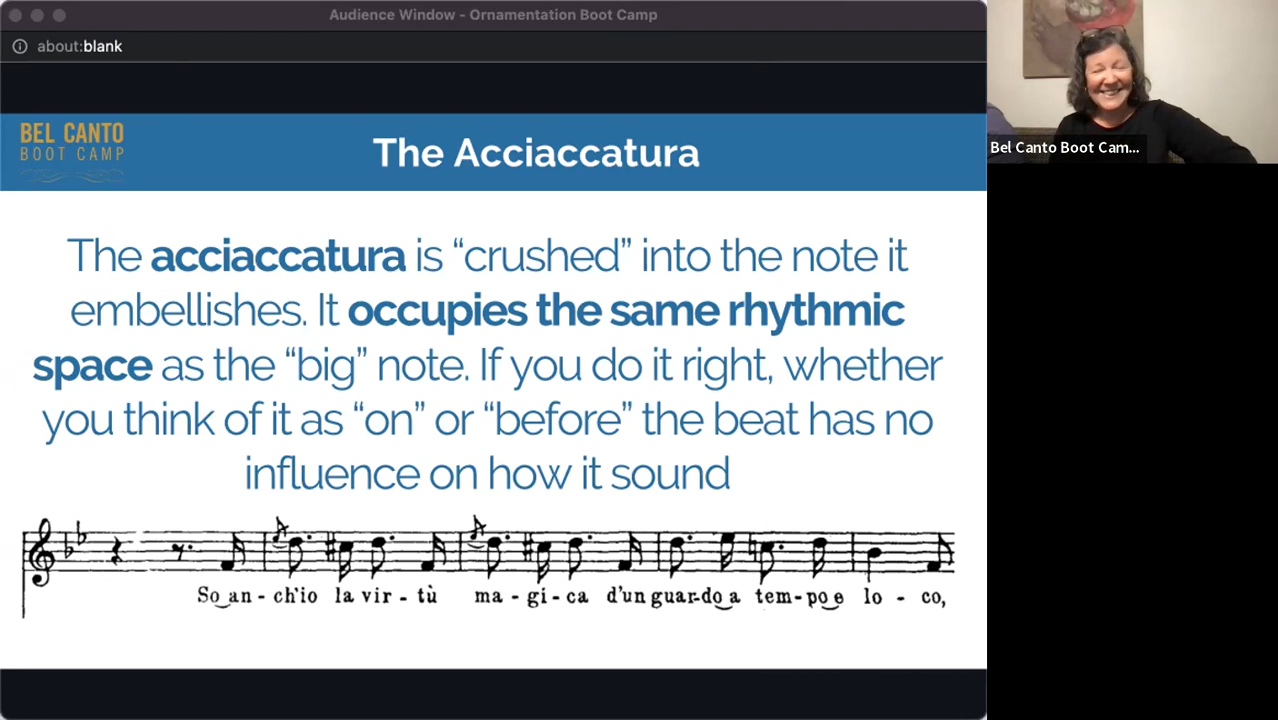 Audience Window - Ornamentation Boot Camp
about:blank
BEL CANTO
BOOT CAMP
The Acciaccatura
Bel Canto Boot Cam...
The acciaccatura is “crushed” into the note it
embellishes. It occupies the same rhythmic
space as the “big” note. If you do it right, whether
you think of it as “on” or “before” the beat has no
influence on how it sound
So an - ch'io la vir - tù ma - gi - ca d'un guar-do a tem-po e lo - co,